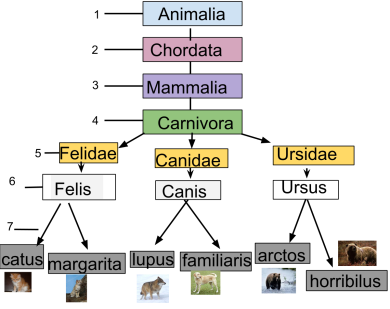 1 Animalia
2 Chordata
3 Mammalia
4 Carnivora
5 Felidae Canidae Ursidae
6 Felis Canis Ursus
7
catus margarita lupus familiaris arctos horribilus